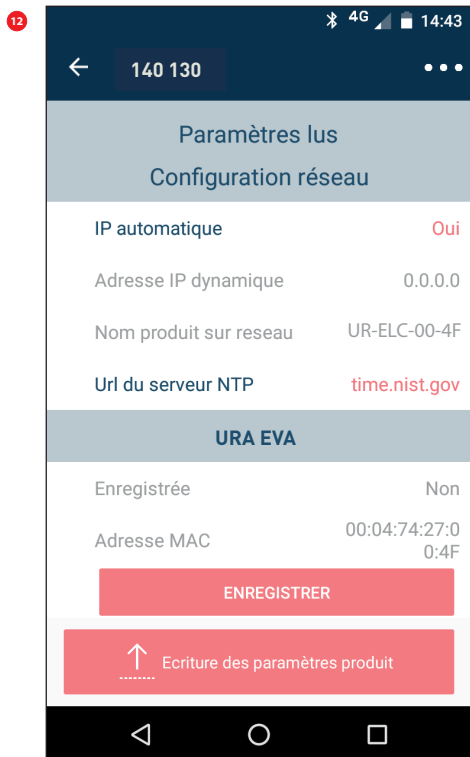 12
4G 14:43
140 130
Paramètres lus
Configuration réseau
IP automatique Oui
Adresse IP dynamique 0.0.0.0
Nom produit sur reseau UR-ELC-00-4F
Url du serveur NTP time.nist.gov
URA EVA
Enregistrée Non
Adresse MAC 00:04:74:27:0
0:4F
ENREGISTRER
Ecriture des paramètres produit